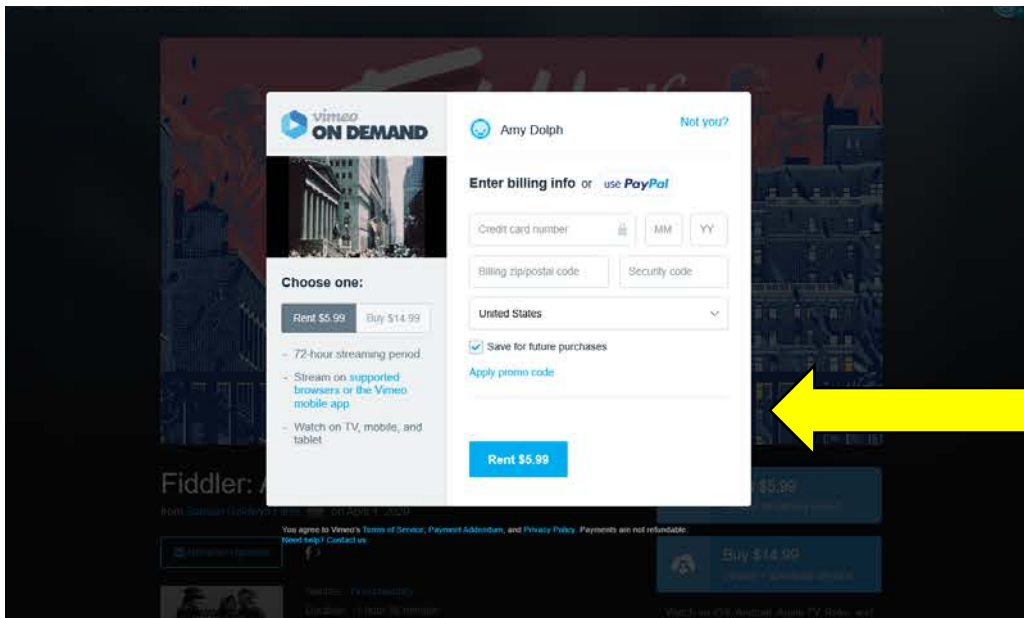 vimeo
ON DEMAND
Choose one:
Rent $5.99
Buy $14.99
- 72-hour streaming period
- Stream on supported
browsers or the Vimeo
mobile app
- Watch on TV, mobile, and
tablet
Amy Dolph
Not you?
Enter billing info or use PayPal
Credit card number
MM
YY
Billing zip/postal code
Security code
United States
Save for future purchases
Apply promo code
Rent $5.99
You agree to Vimeo's Terms of Service, Payment Addendum, and Privacy Policy. Payments are not refundable.
Need help? Contact us
Fiddler:
on April 1, 2020
$5.99
Buy $14.99